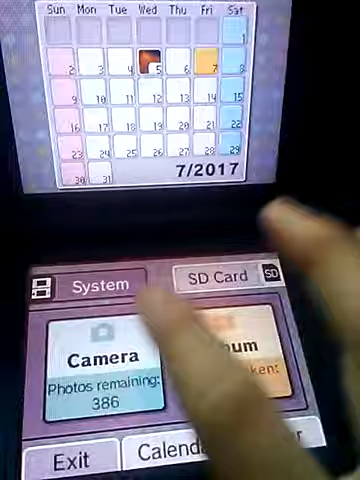 Sun Mon Tue Wed Thu Fri Sat
1
2 3 4 5 6 7 8
9 10 11 12 13 14 15
16 17 18 19 20 21 22
23 24 25 26 27 28 29
30 31
7/2017
System SD Card SD
Camera
Photos remaining:
386
Exit